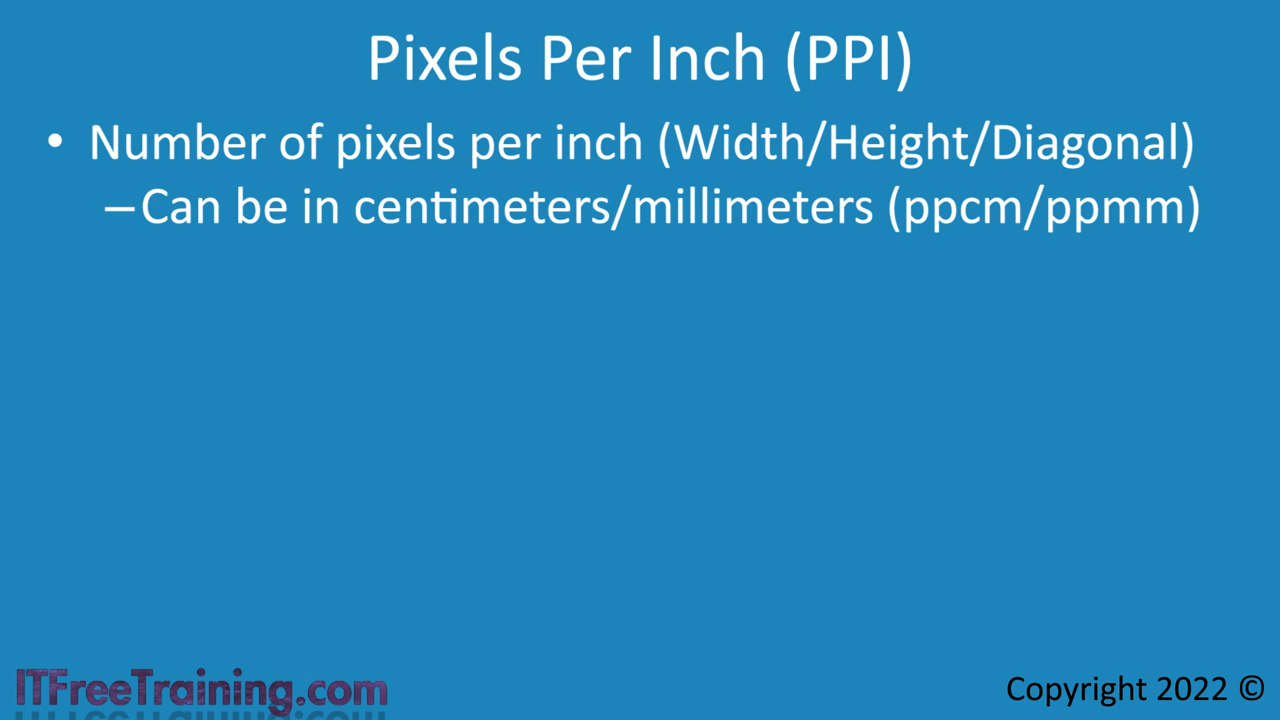 Pixels Per Inch (PPI)
• Number of pixels per inch (Width/Height/Diagonal)
–Can be in centimeters/millimeters (ppcm/ppmm)
ITFreeTraining.com
Copyright 2022 ©